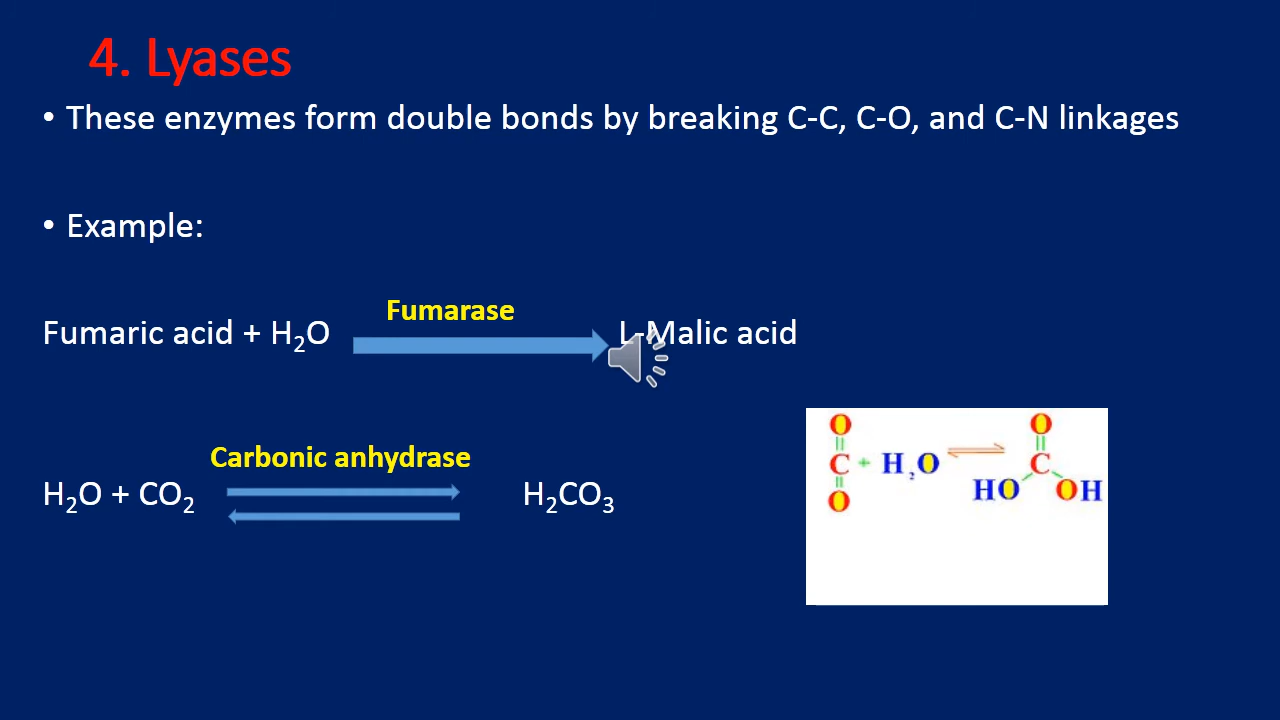 4. Lyases
• These enzymes form double bonds by breaking C-C, C-O, and C-N linkages
• Example:
Fumarase
Fumaric acid + H₂O L-Malic acid
Carbonic anhydrase
H₂O + CO₂ H₂CO₃
O O
C + H₂O C
O HO OH